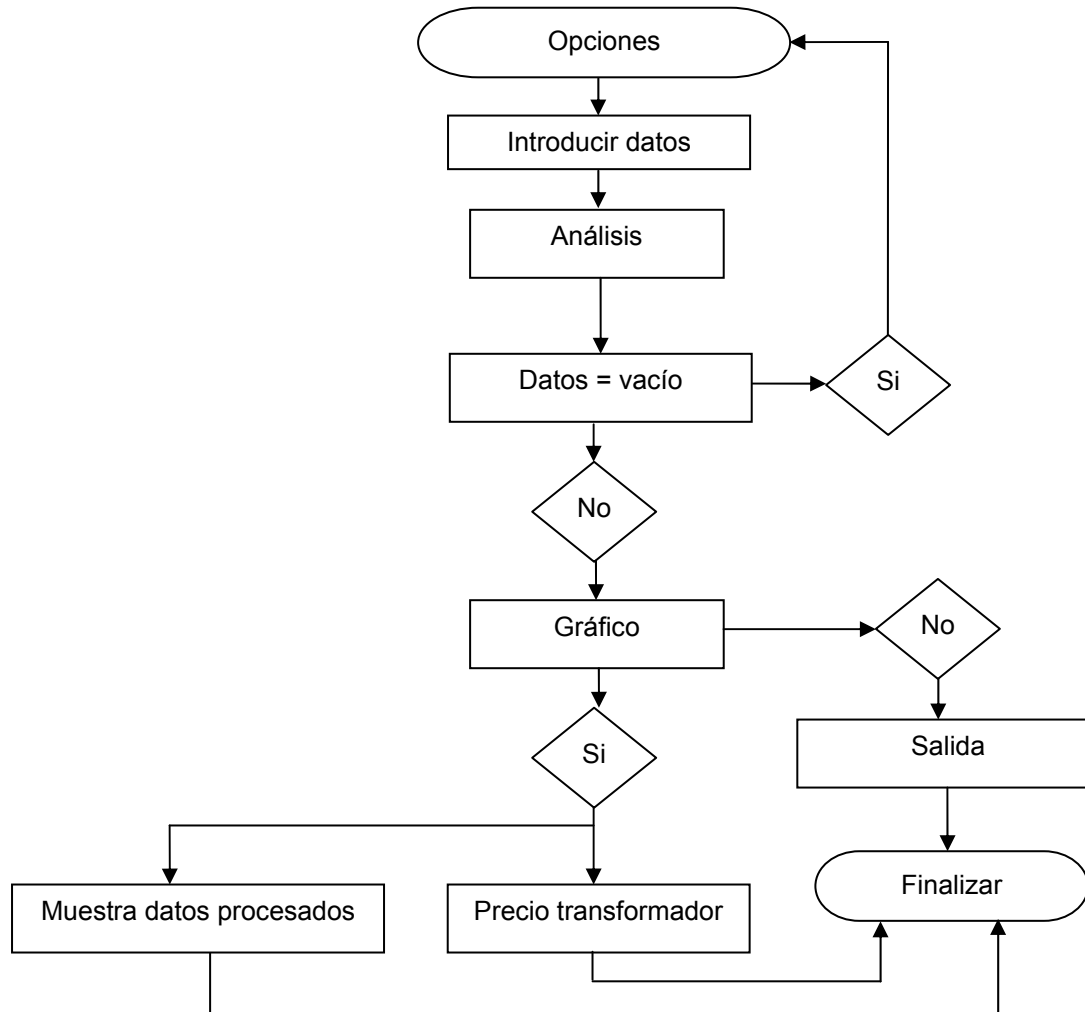 Opciones
Introducir datos
Análisis
Datos = vacío
Si
No
Gráfico
No
Si
Salida
Muestra datos procesados
Precio transformador
Finalizar